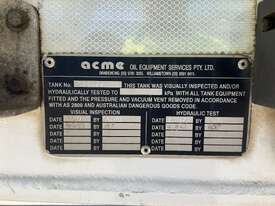 acme
OIL EQUIPMENT SERVICES PTY. LTD.
TANK No. THIS TANK WAS VISUALLY INSPECTED AND/OR
HYDRAULICALLY TESTED TO kPa WITH ALL TANK EQUIPMENT
FITTED AND THE PRESSURE AND VACUUM VENT REMOVED IN ACCORDANCE
WITH AS 2809 AND AUSTRALIAN DANGEROUS GOODS CODE.
VISUAL INSPECTION HYDRAULIC TEST
DATE BY DATE BY
DATE BY DATE BY
DATE BY DATE BY
DATE BY DATE BY